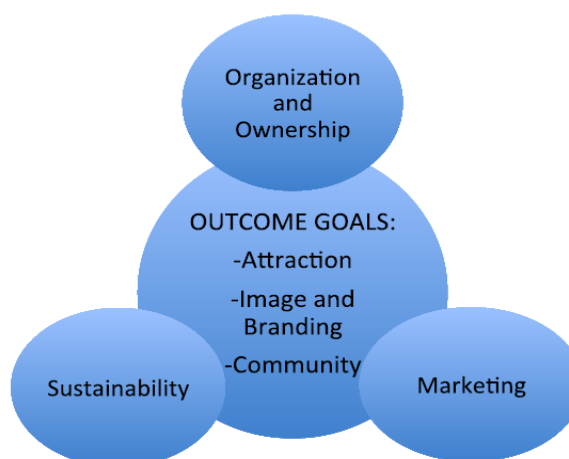 Organization
and
Ownership
OUTCOME GOALS:
-Attraction
-Image and
Branding
-Community
Sustainability
Marketing